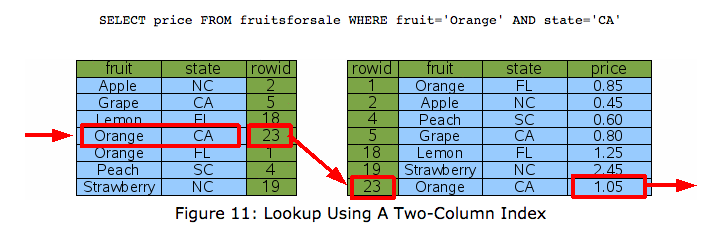 SELECT price FROM fruitsforsale WHERE fruit='Orange' AND state='CA'
fruit state rowid
Apple NC 2
Grape CA 5
Lemon FL 18
Orange CA 23
Orange FL 1
Peach SC 4
Strawberry NC 19
rowid fruit state price
1 Orange FL 0.85
2 Apple NC 0.45
4 Peach SC 0.60
5 Grape CA 0.80
18 Lemon FL 1.25
19 Strawberry NC 2.45
23 Orange CA 1.05
Figure 11: Lookup Using A Two-Column Index